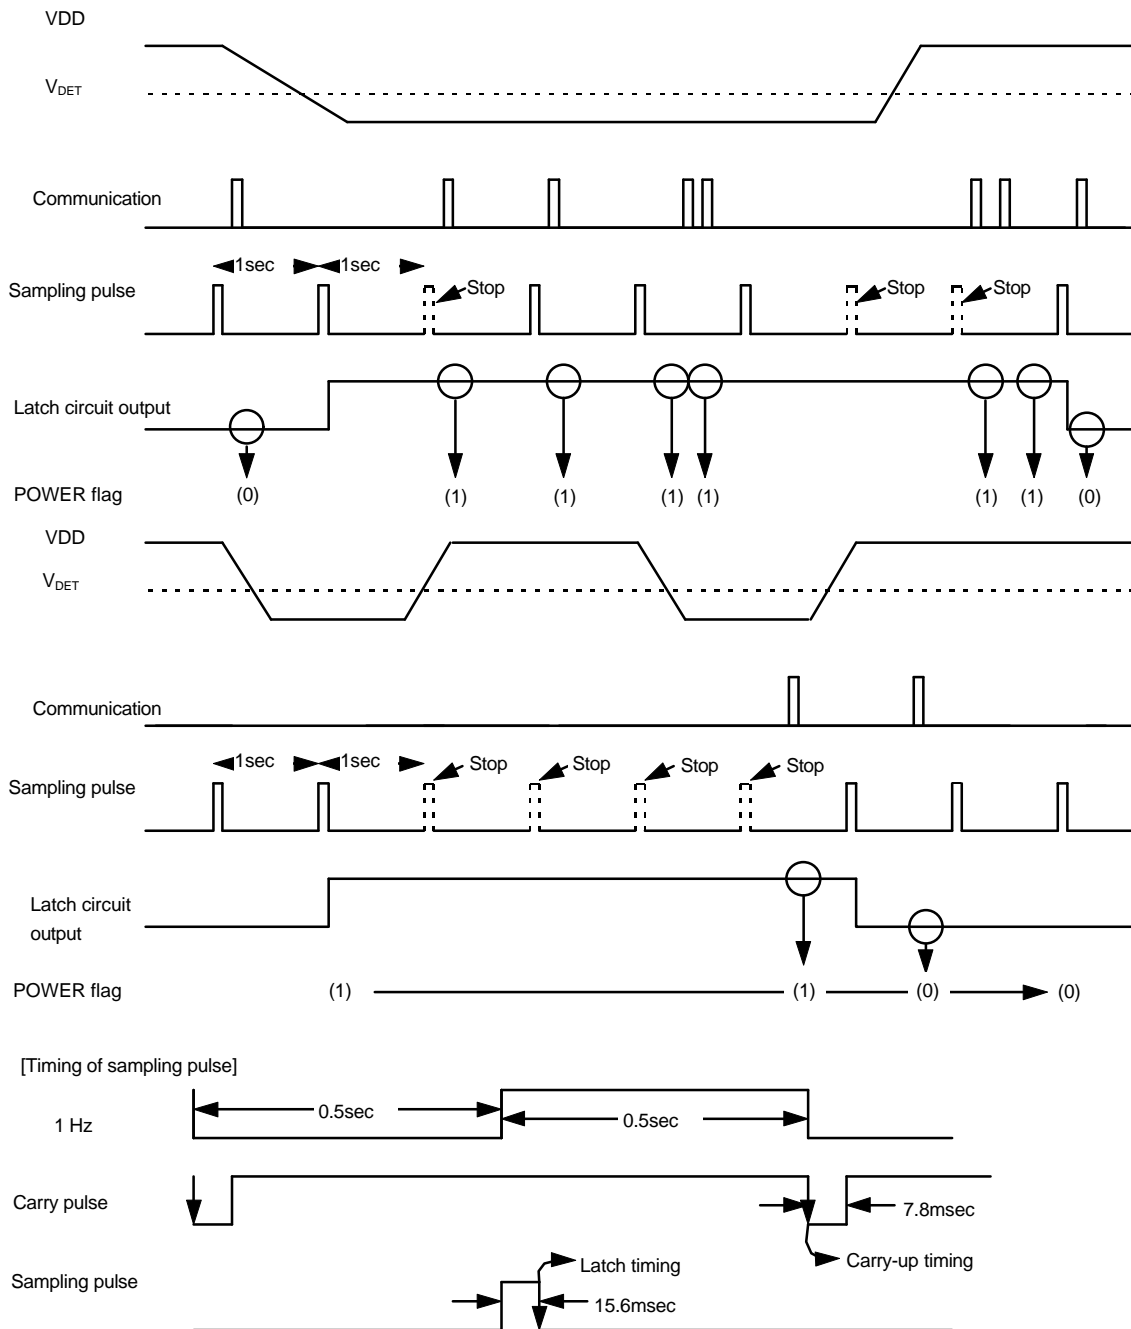 VDD
VDET
Communication
1sec 1sec
Sampling pulse Stop Stop Stop
Latch circuit output
POWER flag (0) (1) (1) (1) (1) (1) (1) (0)
VDD
VDET
Communication
1sec 1sec Stop Stop Stop Stop
Sampling pulse
Latch circuit
output
POWER flag (1) (1) (0) (0)
[Timing of sampling pulse]
1 Hz 0.5sec 0.5sec
Carry pulse 7.8msec
Carry-up timing
Latch timing
Sampling pulse
15.6msec